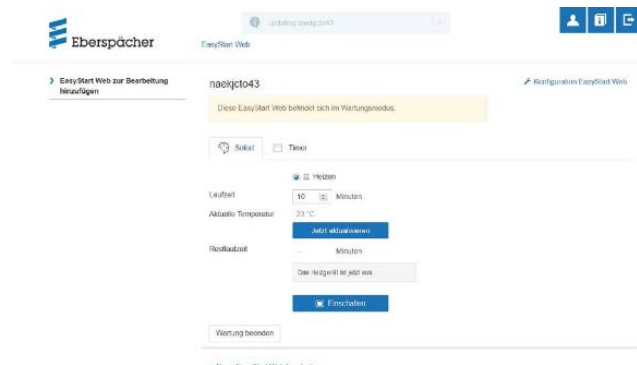 Eberspächer
updating naekjcto43
EasyStart Web
EasyStart Web zur Bearbeitung
hinzufügen
naekjcto43
Konfiguration EasyStart Web
Diese EasyStart Web befindet sich im Wartungsmodus.
Sofort Timer
Heizen
Laufzeit 10 Minuten
Aktuelle Temperatur 23 °C
Jetzt aktualisieren
Restlaufzeit -- Minuten
Das Heizgerät ist jetzt aus.
Einschalten
Wartung beenden